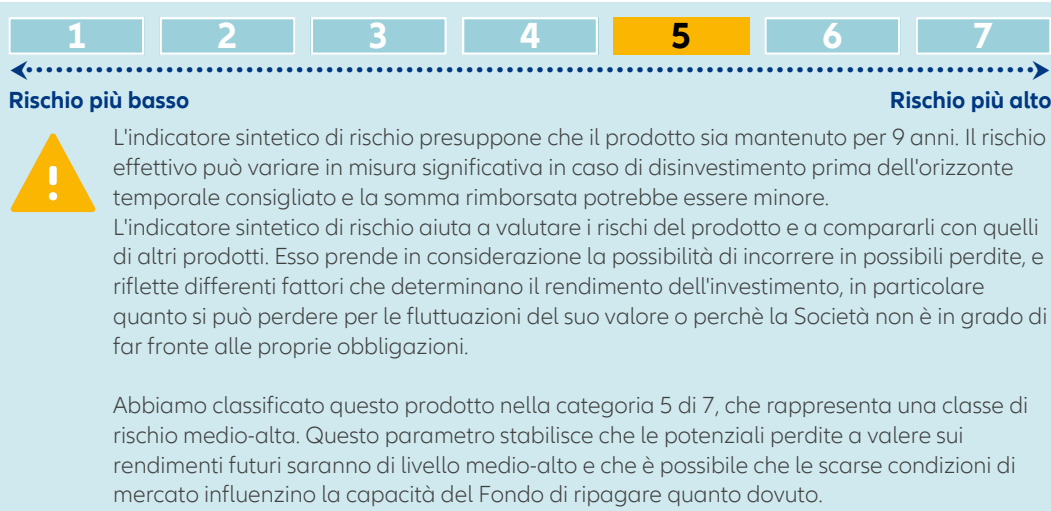 1 2 3 4 5 6 7
Rischio più basso Rischio più alto
L'indicatore sintetico di rischio presuppone che il prodotto sia mantenuto per 9 anni. Il rischio
effettivo può variare in misura significativa in caso di disinvestimento prima dell'orizzonte
temporale consigliato e la somma rimborsata potrebbe essere minore.
L'indicatore sintetico di rischio aiuta a valutare i rischi del prodotto e a compararli con quelli
di altri prodotti. Esso prende in considerazione la possibilità di incorrere in possibili perdite, e
riflette differenti fattori che determinano il rendimento dell'investimento, in particolare
quanto si può perdere per le fluttuazioni del suo valore o perchè la Società non è in grado di
far fronte alle proprie obbligazioni.
Abbiamo classificato questo prodotto nella categoria 5 di 7, che rappresenta una classe di
rischio medio-alta. Questo parametro stabilisce che le potenziali perdite a valere sui
rendimenti futuri saranno di livello medio-alto e che è possibile che le scarse condizioni di
mercato influenzino la capacità del Fondo di ripagare quanto dovuto.